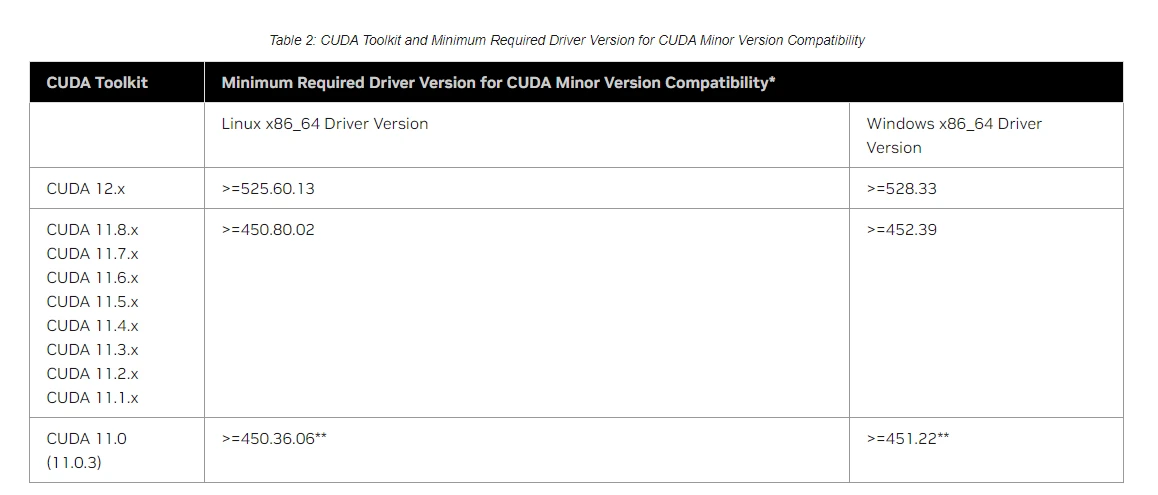 Table 2: CUDA Toolkit and Minimum Required Driver Version for CUDA Minor Version Compatibility
CUDA Toolkit Minimum Required Driver Version for CUDA Minor Version Compatibility*
Linux x86_64 Driver Version Windows x86_64 Driver
Version
CUDA 12.x >=525.60.13 >=528.33
CUDA 11.8.x >=450.80.02 >=452.39
CUDA 11.7.x
CUDA 11.6.x
CUDA 11.5.x
CUDA 11.4.x
CUDA 11.3.x
CUDA 11.2.x
CUDA 11.1.x
CUDA 11.0 >=450.36.06** >=451.22**
(11.0.3)